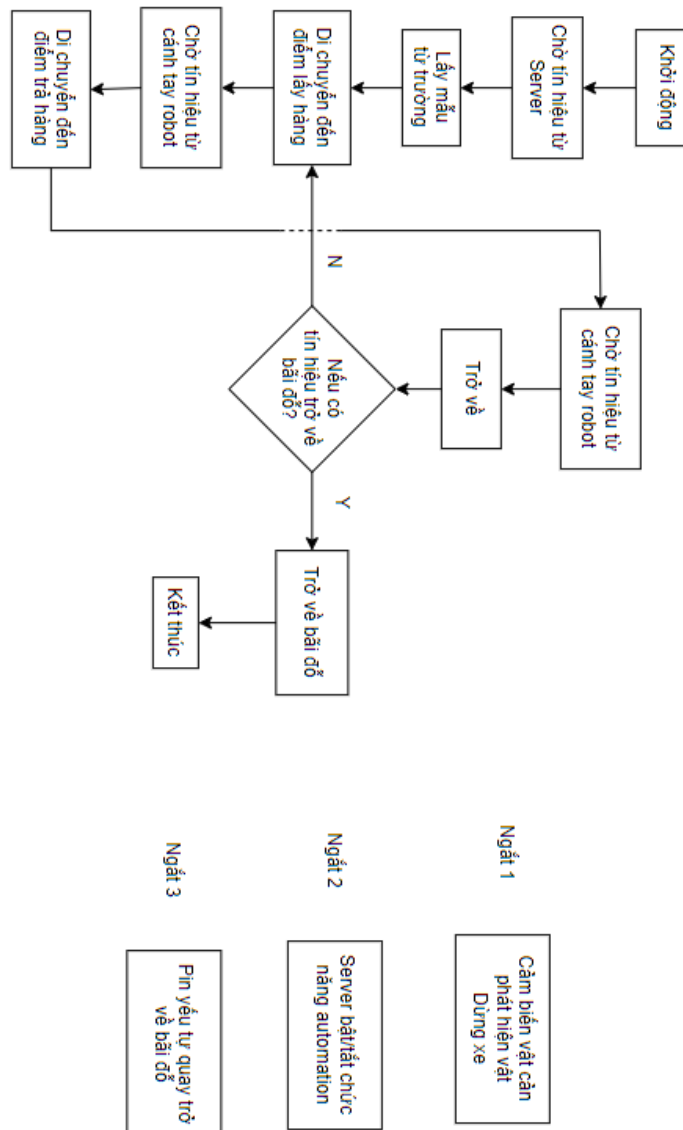 Khởi động
Chờ tín hiệu từ
Server
Lấy mẫu
từ trường
Di chuyển đến
điểm lấy hàng
Chờ tín hiệu từ
cánh tay robot
Di chuyển đến
điểm trả hàng
Chờ tín hiệu từ
cánh tay robot
Trở về
Nếu có
tín hiệu trở về
bãi đỗ?
N
Y
Trở về bãi đỗ
Kết thúc
Ngắt 1
Cảm biến vật cản
phát hiện vật
Dừng xe
Ngắt 2
Server bật/tắt chức
năng automation
Ngắt 3
Pin yếu tự quay trở
về bãi đỗ